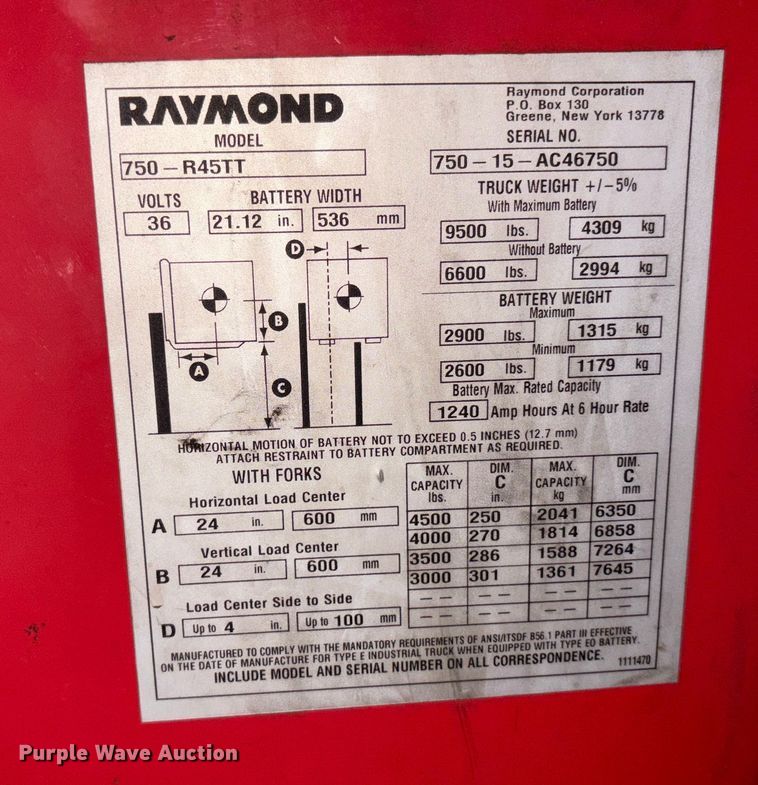 RAYMOND
Raymond Corporation
P.O. Box 130
Greene, New York 13778
MODEL
750-R45TT
SERIAL NO.
750-15-AC46750
VOLTS
36
BATTERY WIDTH
21.12 in. 536 mm
TRUCK WEIGHT +/-5%
With Maximum Battery
9500 lbs. 4309 kg
Without Battery
6600 lbs. 2994 kg
BATTERY WEIGHT
Maximum
2900 lbs. 1315 kg
Minimum
2600 lbs. 1179 kg
Battery Max. Rated Capacity
1240 Amp Hours At 6 Hour Rate
D
B
A
C
HORIZONTAL MOTION OF BATTERY NOT TO EXCEED 0.5 INCHES (12.7 mm)
ATTACH RESTRAINT TO BATTERY COMPARTMENT AS REQUIRED.
WITH FORKS
Horizontal Load Center
A 24 in. 600 mm
Vertical Load Center
B 24 in. 600 mm
Load Center Side to Side
D Up to 4 in. Up to 100 mm
MAX. CAPACITY lbs. DIM. C in. MAX. CAPACITY kg DIM. C mm
4500 250 2041 6350
4000 270 1814 6858
3500 286 1588 7264
3000 301 1361 7645
-- -- -- --
-- -- -- --
MANUFACTURED TO COMPLY WITH THE MANDATORY REQUIREMENTS OF ANSI/ITSDF B56.1 PART III EFFECTIVE
ON THE DATE OF MANUFACTURE FOR TYPE E INDUSTRIAL TRUCK WHEN EQUIPPED WITH TYPE EO BATTERY.
INCLUDE MODEL AND SERIAL NUMBER ON ALL CORRESPONDENCE. 1111470
Purple Wave Auction